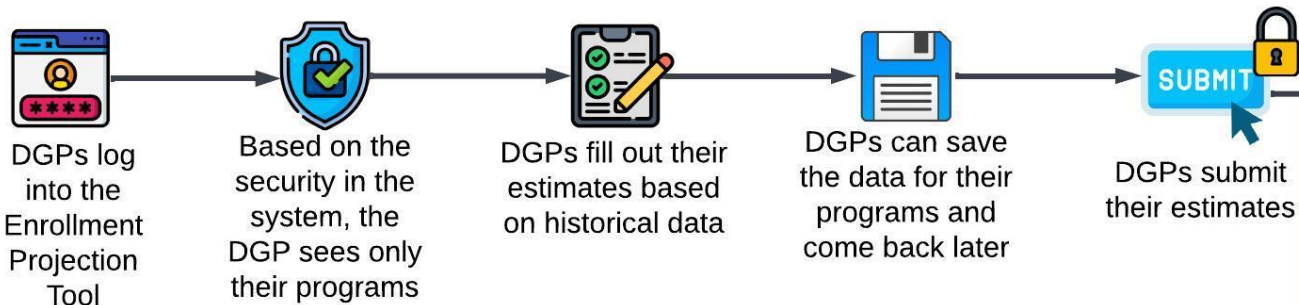 DGPs log
into the
Enrollment
Projection
Tool
Based on the
security in the
system, the
DGP sees only
their programs
DGPs fill out their
estimates based
on historical data
DGPs can save
the data for their
programs and
come back later
SUBMIT
DGPs submit
their estimates